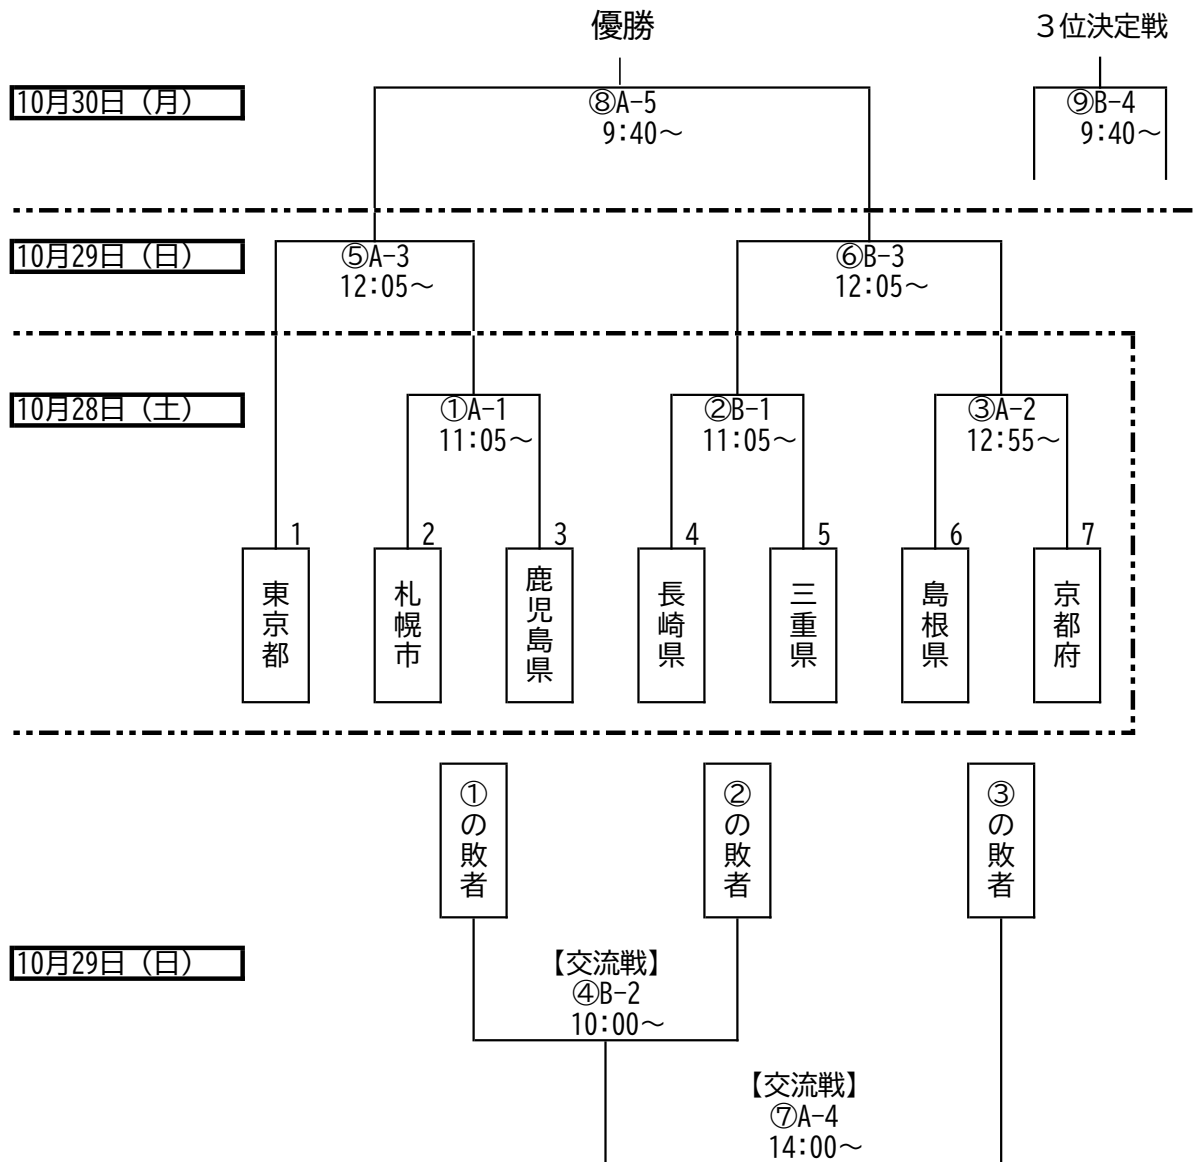 優勝
３位決定戦
10月30日（月）
⑧A-5
9:40～
⑨B-4
9:40～
10月29日（日）
⑤A-3
12:05～
⑥B-3
12:05～
10月28日（土）
①A-1
11:05～
②B-1
11:05～
③A-2
12:55～
1
2
3
4
5
6
7
東京都
札幌市
鹿児島県
長崎県
三重県
島根県
京都府
①の敗者
②の敗者
③の敗者
10月29日（日）
【交流戦】
④B-2
10:00～
【交流戦】
⑦A-4
14:00～